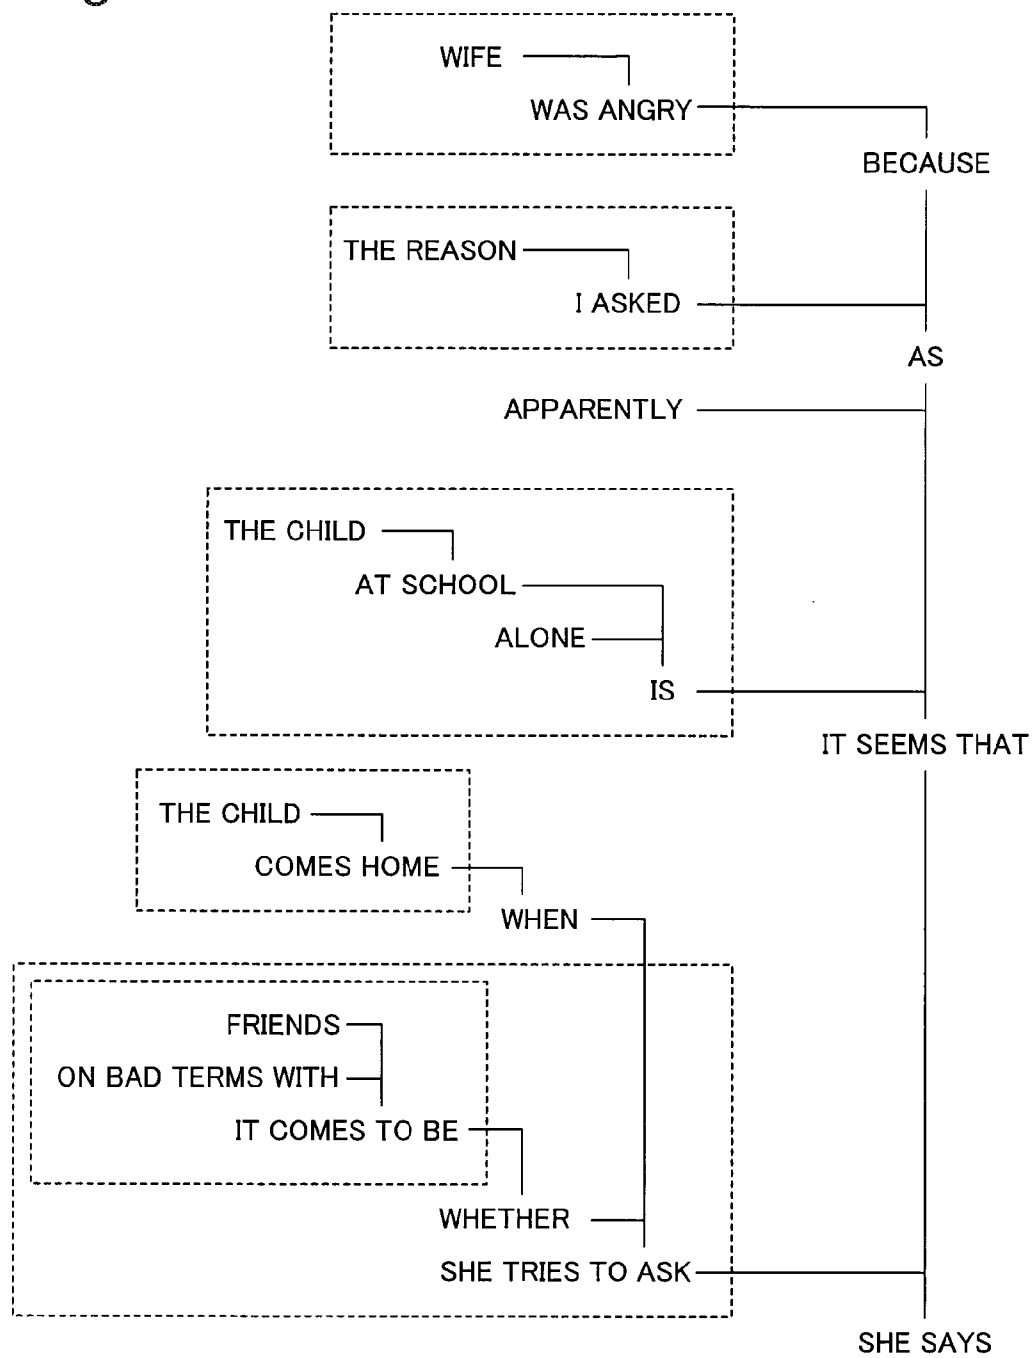 WIFE
WAS ANGRY
BECAUSE
THE REASON
I ASKED
AS
APPARENTLY
THE CHILD
AT SCHOOL
ALONE
IS
IT SEEMS THAT
THE CHILD
COMES HOME
WHEN
FRIENDS
ON BAD TERMS WITH
IT COMES TO BE
WHETHER
SHE TRIES TO ASK
SHE SAYS